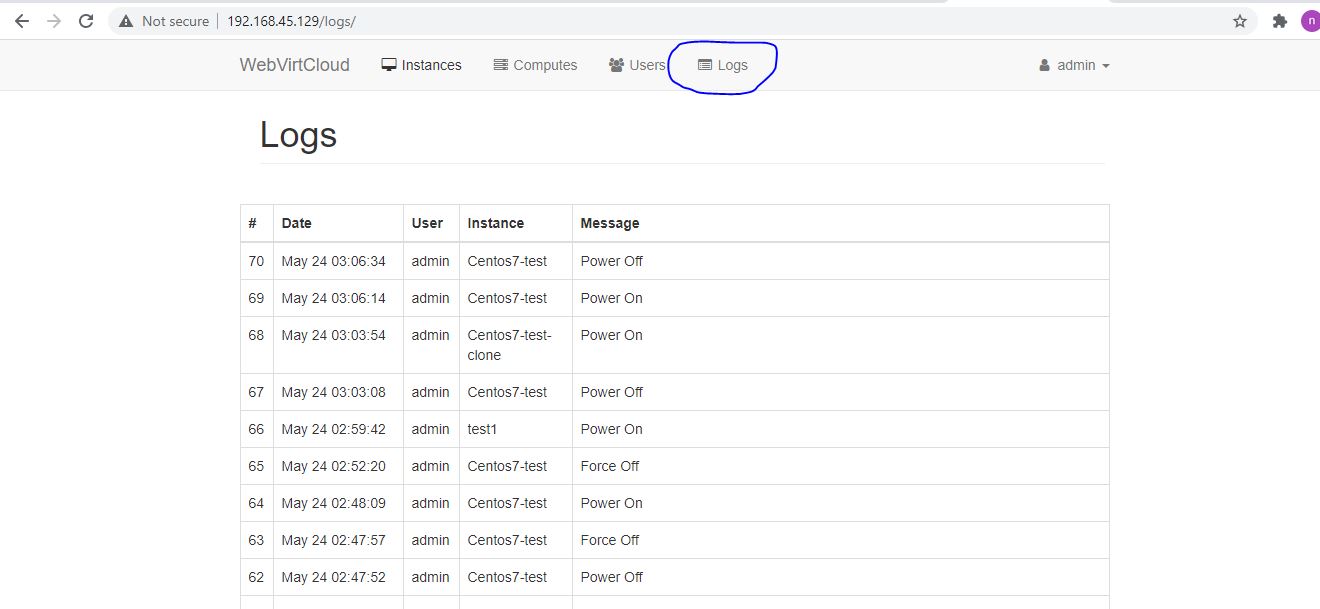 Not secure | 192.168.45.129/logs/
n
WebVirtCloud Instances Computes Users Logs admin
Logs
# Date User Instance Message
70 May 24 03:06:34 admin Centos7-test Power Off
69 May 24 03:06:14 admin Centos7-test Power On
68 May 24 03:03:54 admin Centos7-test- Power On
clone
67 May 24 03:03:08 admin Centos7-test Power Off
66 May 24 02:59:42 admin test1 Power On
65 May 24 02:52:20 admin Centos7-test Force Off
64 May 24 02:48:09 admin Centos7-test Power On
63 May 24 02:47:57 admin Centos7-test Force Off
62 May 24 02:47:52 admin Centos7-test Power Off